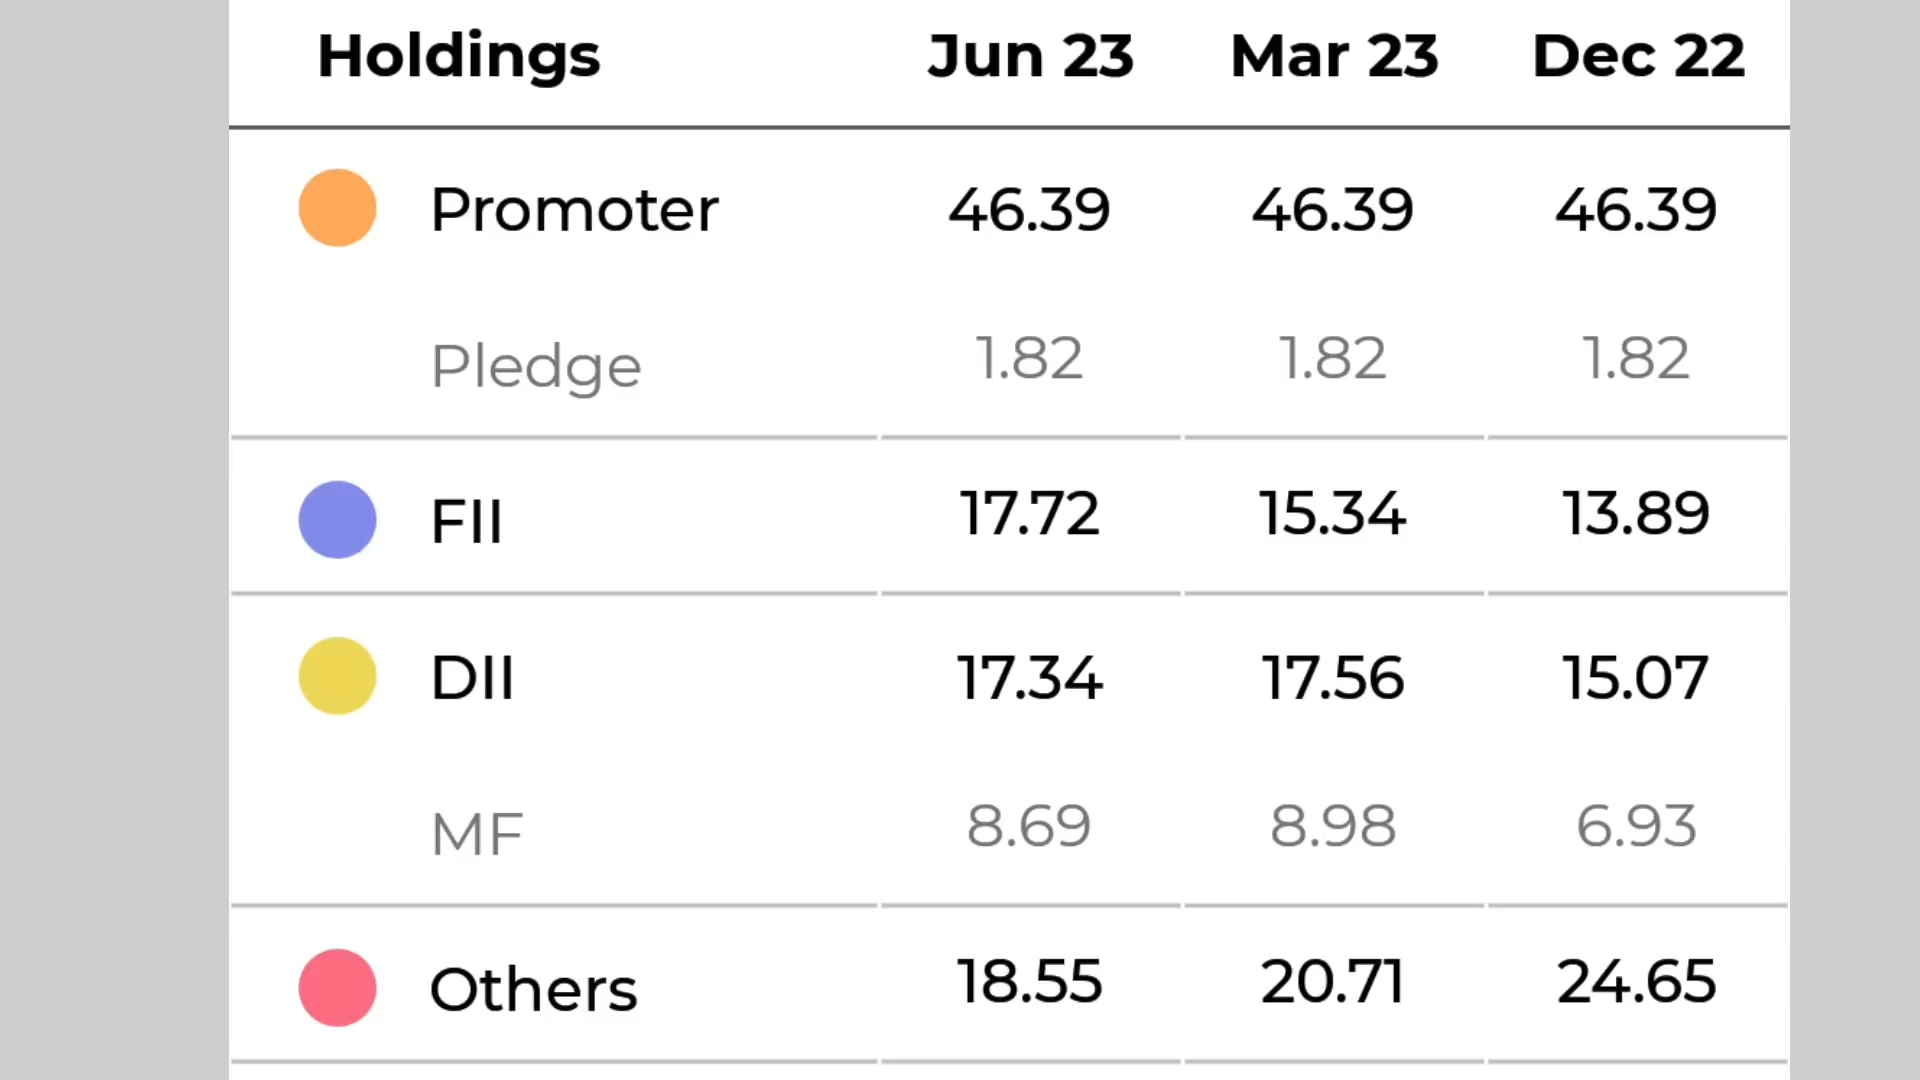 Holdings Jun 23 Mar 23 Dec 22
Promoter 46.39 46.39 46.39
Pledge 1.82 1.82 1.82
FII 17.72 15.34 13.89
DII 17.34 17.56 15.07
MF 8.69 8.98 6.93
Others 18.55 20.71 24.65